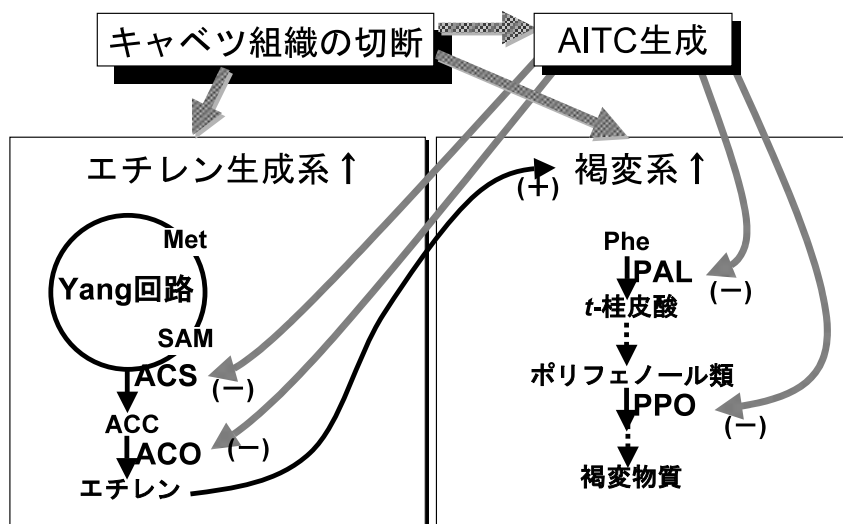 キャベツ組織の切断
AITC生成
エチレン生成系↑
Met
Yang回路
SAM
ACS
(−)
ACC
ACO
(−)
エチレン
(+)
褐変系↑
Phe
PAL
(−)
t-桂皮酸
ポリフェノール類
PPO
(−)
褐変物質